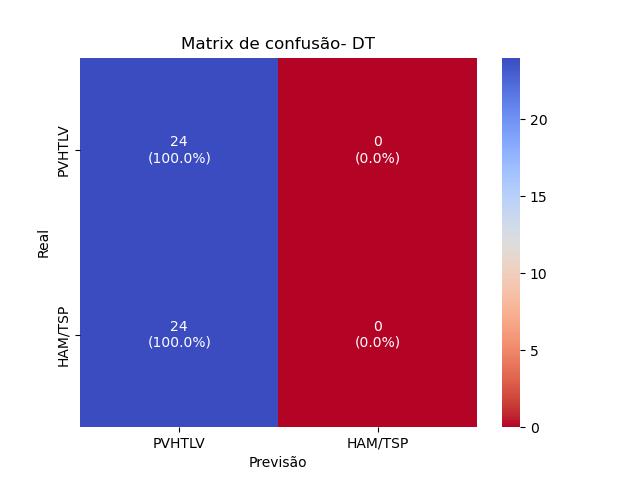 Matrix de confusão- DT
PVHTLV
HAM/TSP
Real
24
(100.0%)
0
(0.0%)
24
(100.0%)
0
(0.0%)
PVHTLV
HAM/TSP
Previsão
20
15
10
5
0